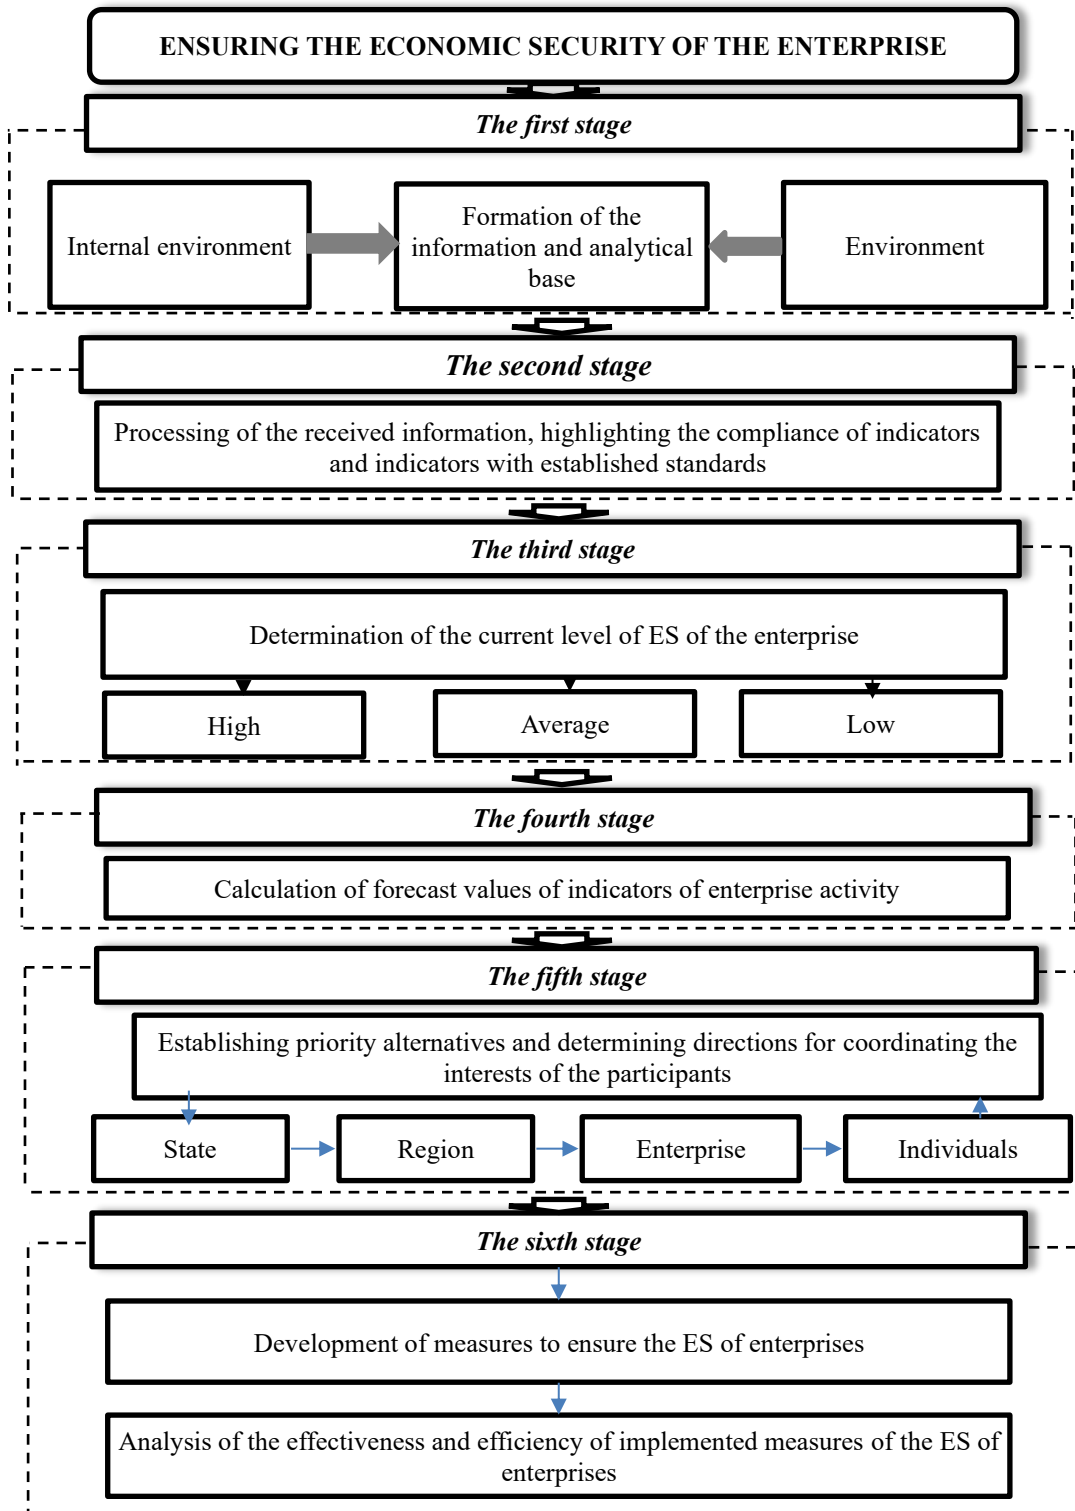 ENSURING THE ECONOMIC SECURITY OF THE ENTERPRISE
The first stage
Internal environment
Formation of the
information and analytical
base
Environment
The second stage
Processing of the received information, highlighting the compliance of indicators
and indicators with established standards
The third stage
Determination of the current level of ES of the enterprise
High
Average
Low
The fourth stage
Calculation of forecast values of indicators of enterprise activity
The fifth stage
Establishing priority alternatives and determining directions for coordinating the
interests of the participants
State
Region
Enterprise
Individuals
The sixth stage
Development of measures to ensure the ES of enterprises
Analysis of the effectiveness and efficiency of implemented measures of the ES of
enterprises